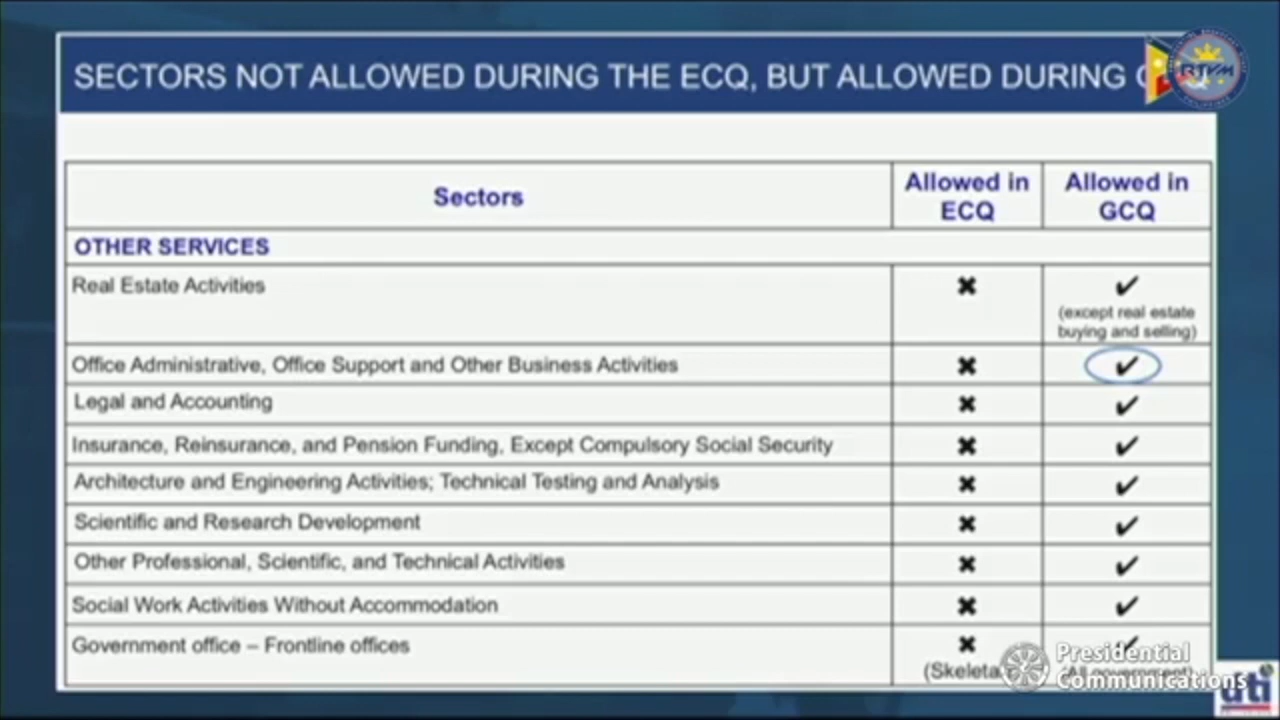 SECTORS NOT ALLOWED DURING THE ECQ, BUT ALLOWED DURING
RTVM
Sectors
Allowed in
ECQ
Allowed in
GCQ
OTHER SERVICES
Real Estate Activities ✖ ✔
(except real estate
buying and selling)
Office Administrative, Office Support and Other Business Activities ✖ ✔
Legal and Accounting ✖ ✔
Insurance, Reinsurance, and Pension Funding, Except Compulsory Social Security ✖ ✔
Architecture and Engineering Activities; Technical Testing and Analysis ✖ ✔
Scientific and Research Development ✖ ✔
Other Professional, Scientific, and Technical Activities ✖ ✔
Social Work Activities Without Accommodation ✖ ✔
Government office – Frontline offices ✖ ✔
(All government)
Presidential
Communications
dti